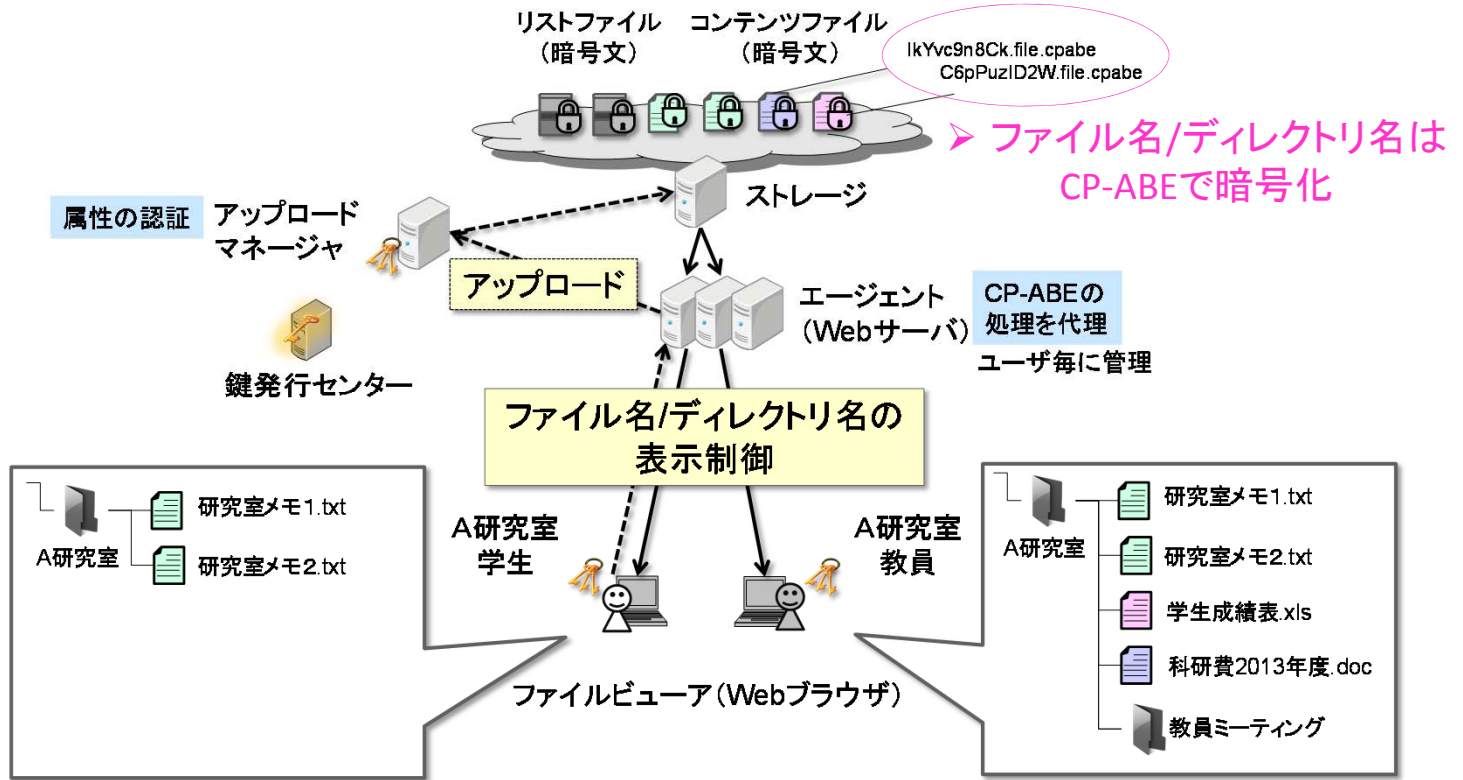 リストファイル
（暗号文）
コンテンツファイル
（暗号文）
IkYvc9n8Ck.file.cpabe
C6pPuzID2W.file.cpabe
➢ ファイル名/ディレクトリ名は
CP-ABEで暗号化
ストレージ
属性の認証
アップロード
マネージャ
アップロード
エージェント
（Webサーバ）
CP-ABEの
処理を代理
ユーザ毎に管理
鍵発行センター
ファイル名/ディレクトリ名の
表示制御
A研究室
研究室メモ1.txt
研究室メモ2.txt
A研究室
学生
A研究室
教員
ファイルビューア（Webブラウザ）
A研究室
研究室メモ1.txt
研究室メモ2.txt
学生成績表.xls
科研費2013年度.doc
教員ミーティング